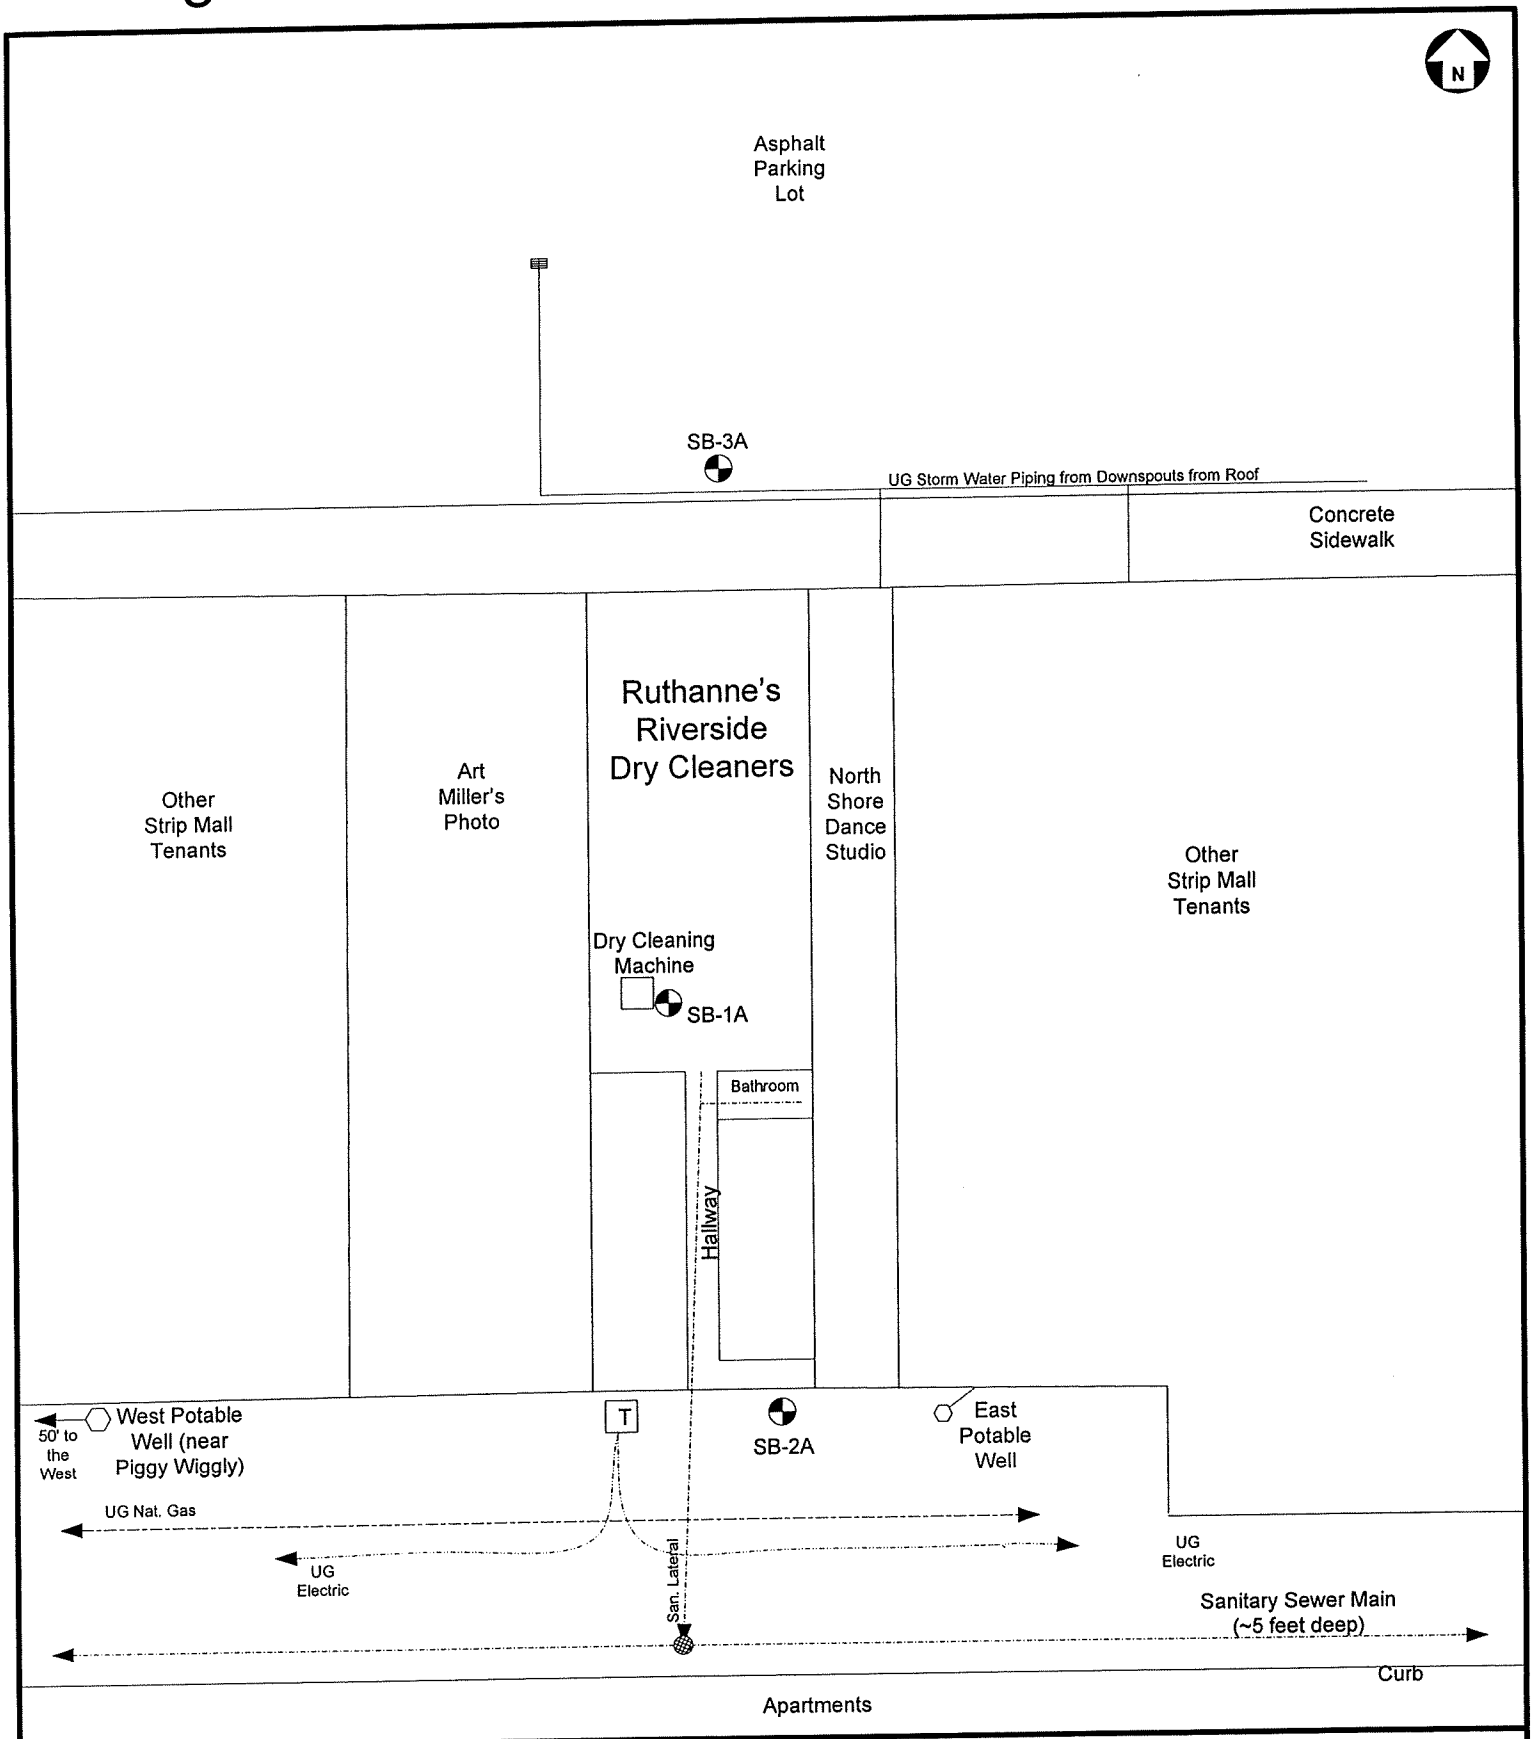 N
Asphalt
Parking
Lot
SB-3A
UG Storm Water Piping from Downspouts from Roof
Concrete
Sidewalk
Ruthanne's
Riverside
Dry Cleaners
Other
Strip Mall
Tenants
Art
Miller's
Photo
North
Shore
Dance
Studio
Other
Strip Mall
Tenants
Dry Cleaning
Machine
SB-1A
Bathroom
Hallway
50' to
the
West
West Potable
Well (near
Piggy Wiggly)
T
SB-2A
East
Potable
Well
UG Nat. Gas
UG
Electric
San. Lateral
UG
Electric
Sanitary Sewer Main
(~5 feet deep)
Curb
Apartments